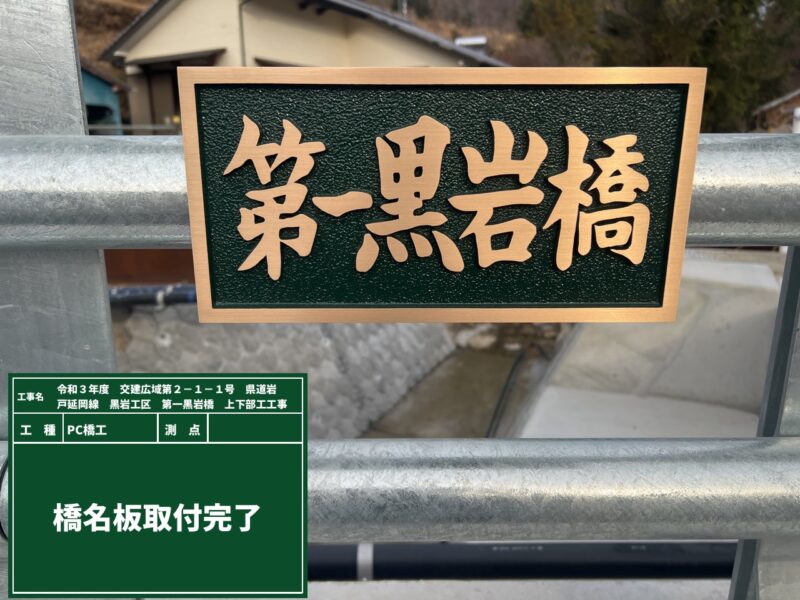 第一黒岩橋
工事名 令和３年度 交建広域第２－１－１号 県道岩
戸延岡線 黒岩工区 第一黒岩橋 上下部工工事
工 種 PC橋工 測 点
橋名板取付完了